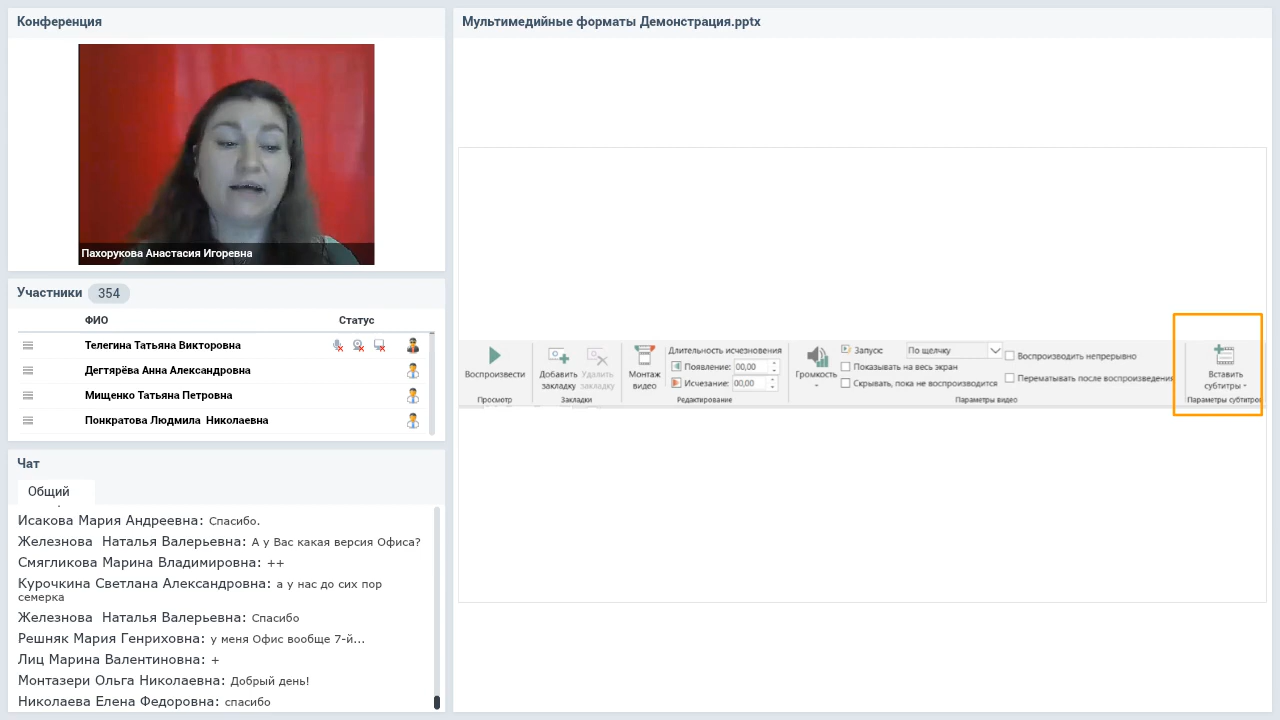 Конференция
Пахорукова Анастасия Игоревна
Участники 354
ФИО Статус
Телегина Татьяна Викторовна
Дегтярёва Анна Александровна
Мищенко Татьяна Петровна
Понкратова Людмила Николаевна
Чат
Общий
Исакова Мария Андреевна: Спасибо.
Железнова Наталья Валерьевна: А у Вас какая версия Офиса?
Смягликова Марина Владимировна: ++
Курочкина Светлана Александровна: а у нас до сих пор
семерка
Железнова Наталья Валерьевна: Спасибо
Решняк Мария Генриховна: у меня Офис вообще 7-й...
Лиц Марина Валентиновна: +
Монтазери Ольга Николаевна: Добрый день!
Николаева Елена Федоровна: спасибо
Мультимедийные форматы Демонстрация.pptx
Воспроизвести
Просмотр
Добавить
закладку
Удалить
закладку
Закладки
Монтаж
видео
Длительность исчезновения
Появление: 00,00
Исчезание: 00,00
Редактирование
Громкость
Запуск: По щелчку
Показывать на весь экран
Скрывать, пока не воспроизводится
Воспроизводить непрерывно
Перематывать после воспроизведения
Параметры видео
Вставить
субтитры
Параметры субтитров